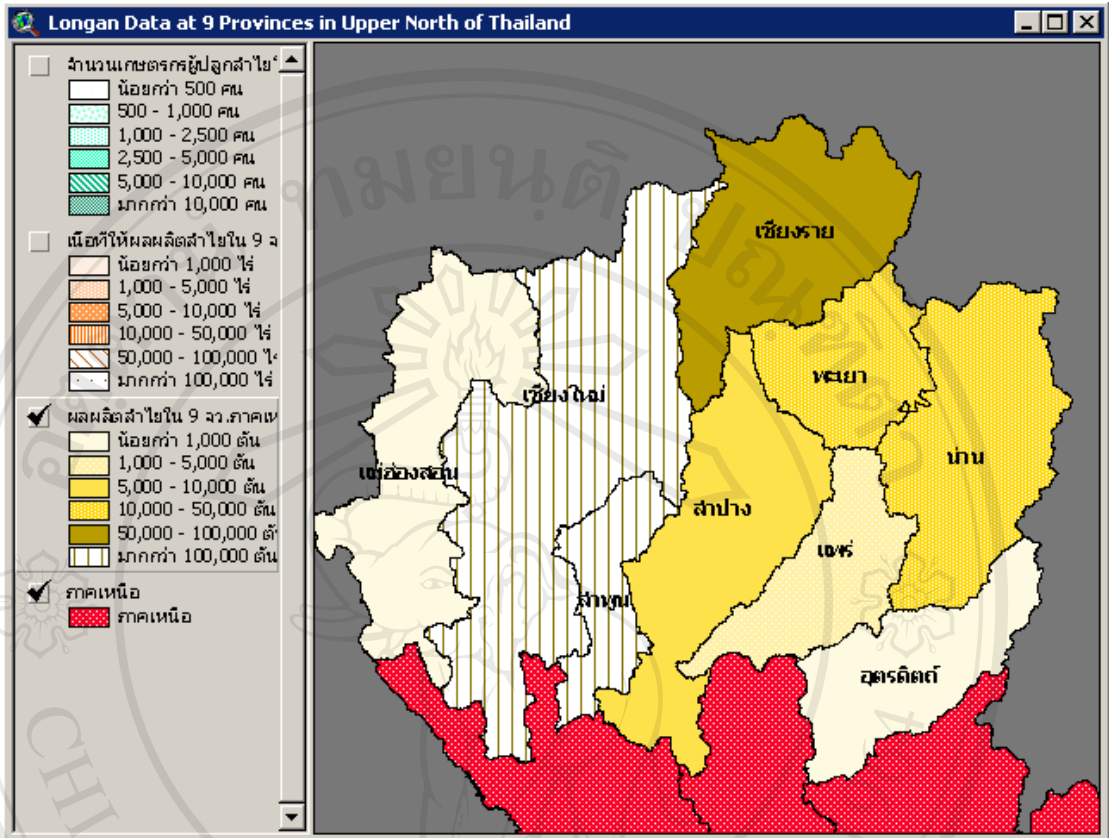 Longan Data at 9 Provinces in Upper North of Thailand
จำนวนเกษตรกรผู้ปลูกลำไย
น้อยกว่า 500 คน
500 - 1,000 คน
1,000 - 2,500 คน
2,500 - 5,000 คน
5,000 - 10,000 คน
มากกว่า 10,000 คน
เนื้อที่ให้ผลผลิตลำไยใน 9 จ
น้อยกว่า 1,000 ไร่
1,000 - 5,000 ไร่
5,000 - 10,000 ไร่
10,000 - 50,000 ไร่
50,000 - 100,000 ไร
มากกว่า 100,000 ไร่
ผลผลิตลำไยใน 9 จว.ภาคเห
น้อยกว่า 1,000 ตัน
1,000 - 5,000 ตัน
5,000 - 10,000 ตัน
10,000 - 50,000 ตัน
50,000 - 100,000 ตั
มากกว่า 100,000 ตัน
ภาคเหนือ
ภาคเหนือ
เชียงราย
พะเยา
เชียงใหม่
น่าน
แม่ฮ่องสอน
ลำปาง
แพร่
ลำพูน
อุตรดิตถ์